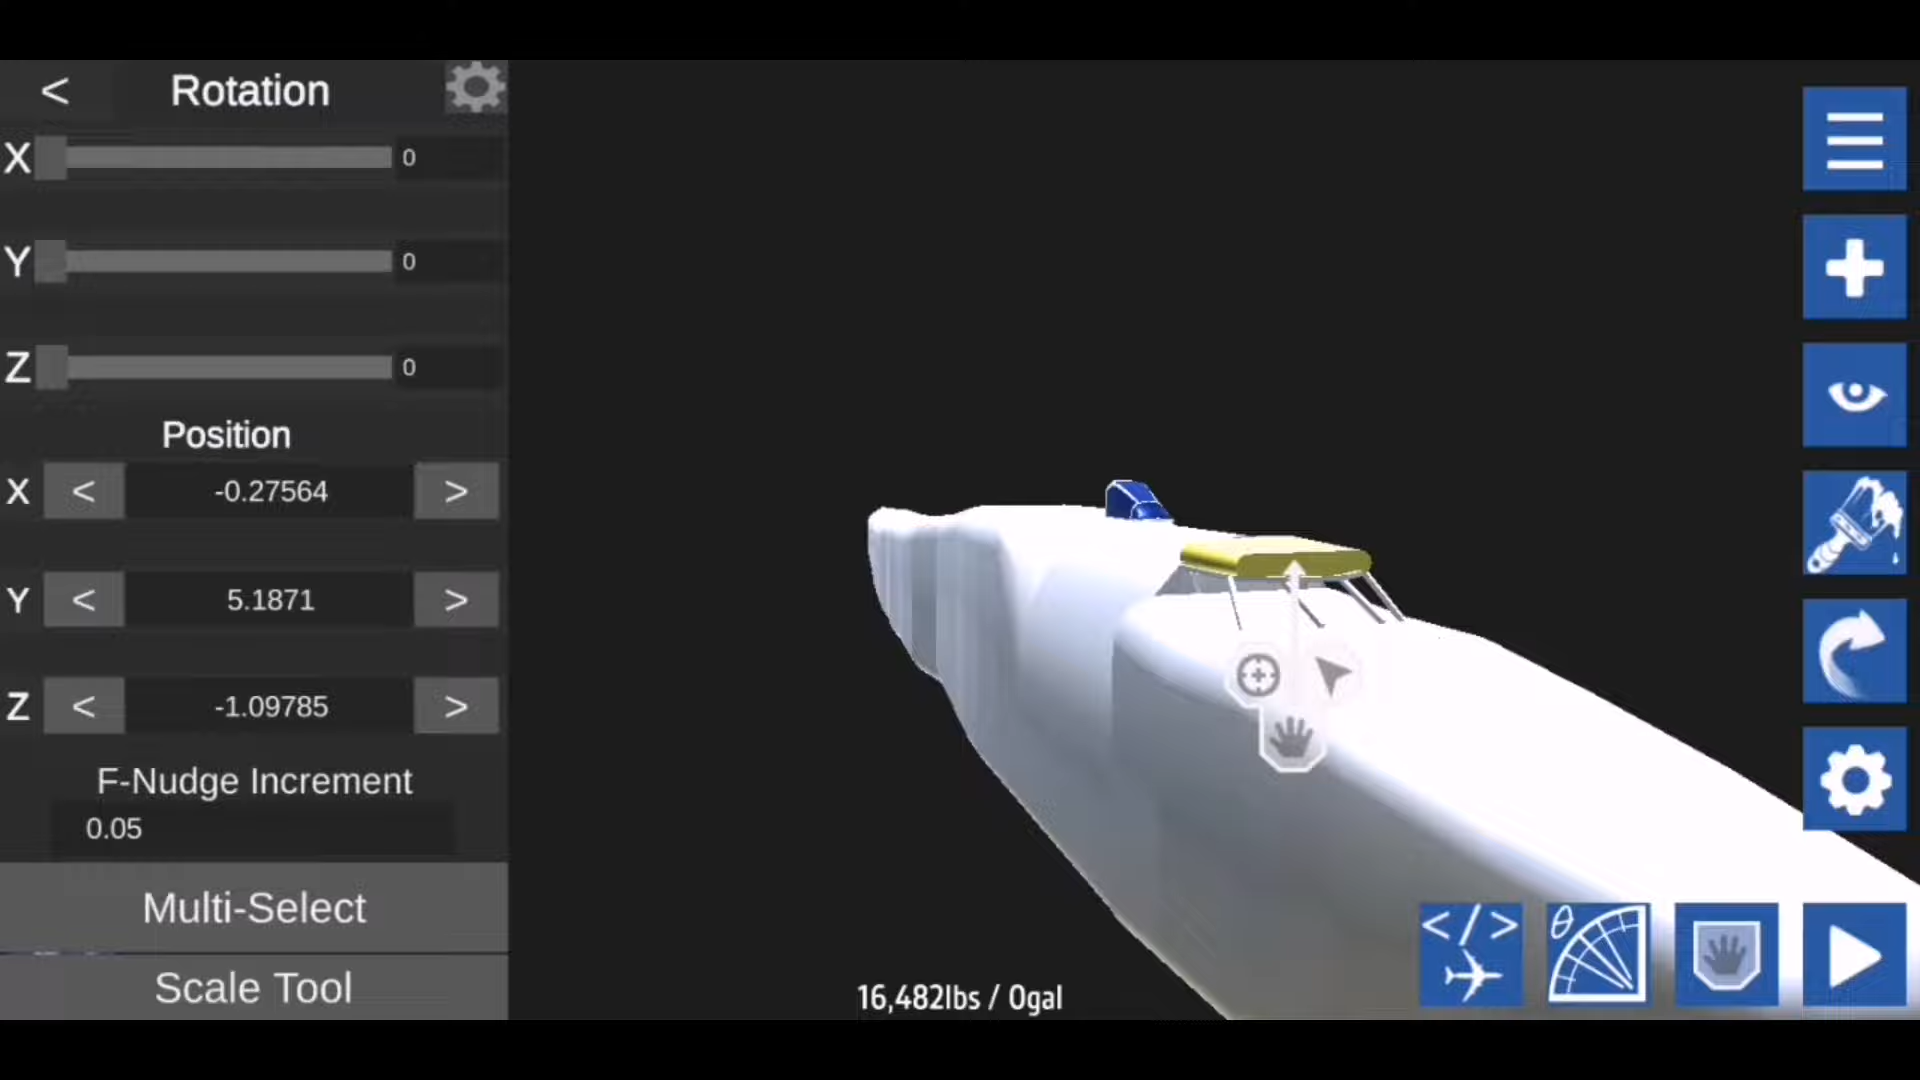 < Rotation
X 0
Y 0
Z 0
Position
X < -0.27564 >
Y < 5.1871 >
Z < -1.09785 >
F-Nudge Increment
0.05
Multi-Select
Scale Tool
16,482lbs / 0gal
</>
θ